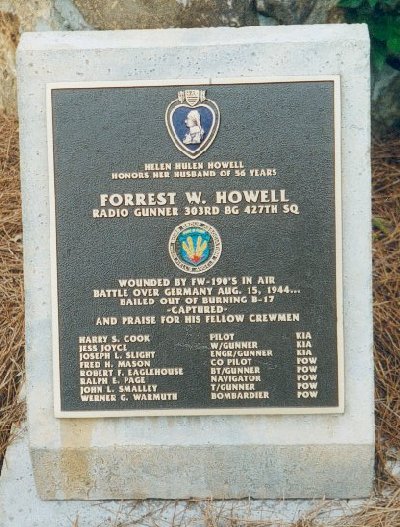 HELEN HULEN HOWELL
HONORS HER HUSBAND OF 56 YEARS
FORREST W. HOWELL
RADIO GUNNER 303RD BG 427TH SQ
WOUNDED BY FW-190'S IN AIR
BATTLE OVER GERMANY AUG. 15, 1944...
BAILED OUT OF BURNING B-17
-CAPTURED-
AND PRAISE FOR HIS FELLOW CREWMEN
HARRY S. COOK PILOT KIA
JESS JOYCE W/GUNNER KIA
JOSEPH L. SLIGHT ENGR/GUNNER KIA
FRED H. MASON CO PILOT POW
ROBERT F. EAGLEHOUSE BT/GUNNER POW
RALPH E. PAGE NAVIGATOR POW
JOHN L. SMALLEY T/GUNNER POW
WERNER G. WARMUTH BOMBARDIER POW